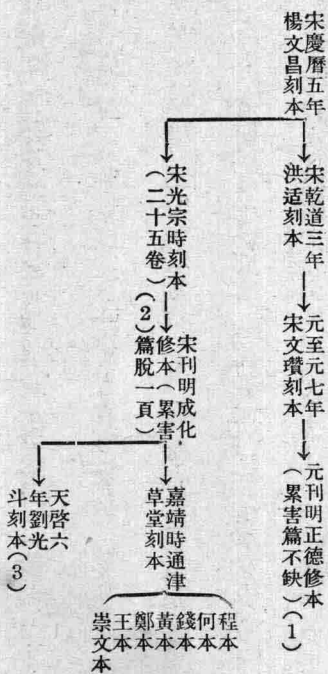 宋慶曆五年
楊文昌刻本
宋乾道三年
洪适刻本
元至元七年
宋文瓚刻本
元刊明正德修本
(累害篇不缺)(1)
宋光宗時刻本
(二十五卷)(2)
宋刊明成化
修本(累害
篇脫一頁)
嘉靖時通津
草堂刻本
程本
何本
錢本
黃本
鄭本
王本
崇文本
天啓六
年劉光
斗刻本(3)